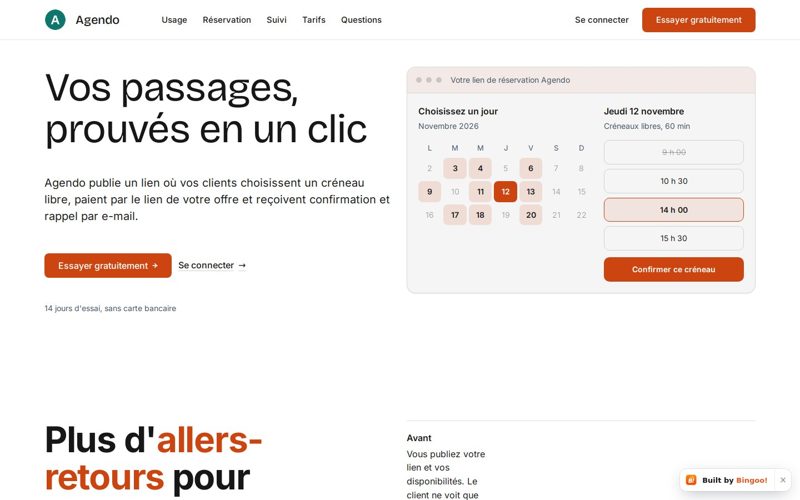 A Agendo
Usage Réservation Suivi Tarifs Questions
Se connecter Essayer gratuitement
Vos passages,
prouvés en un clic
Agendo publie un lien où vos clients choisissent un créneau
libre, paient par le lien de votre offre et reçoivent confirmation et
rappel par e-mail.
Essayer gratuitement →
Se connecter →
14 jours d'essai, sans carte bancaire
Votre lien de réservation Agendo
Choisissez un jour
Novembre 2026
L M M J V S D
2 3 4 5 6 7 8
9 10 11 12 13 14 15
16 17 18 19 20 21 22
Jeudi 12 novembre
Créneaux libres, 60 min
9 h 00
10 h 30
14 h 00
15 h 30
Confirmer ce créneau
Plus d'allers-
retours pour
Avant
Vous publiez votre
lien et vos
disponibilités. Le
client ne voit que
Built by Bingoo! ×